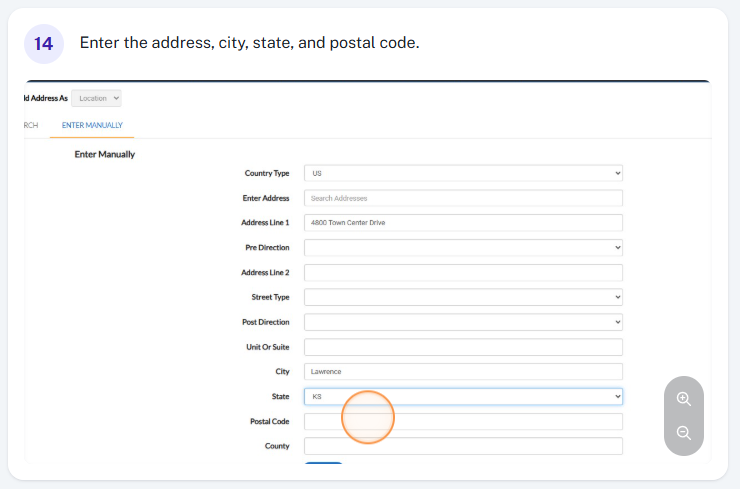 14 Enter the address, city, state, and postal code.
ld Address As Location
RCH ENTER MANUALLY
Enter Manually
Country Type US
Enter Address Search Addresses
Address Line 1 4800 Town Center Drive
Pre Direction
Address Line 2
Street Type
Post Direction
Unit Or Suite
City Lawrence
State KS
Postal Code
County